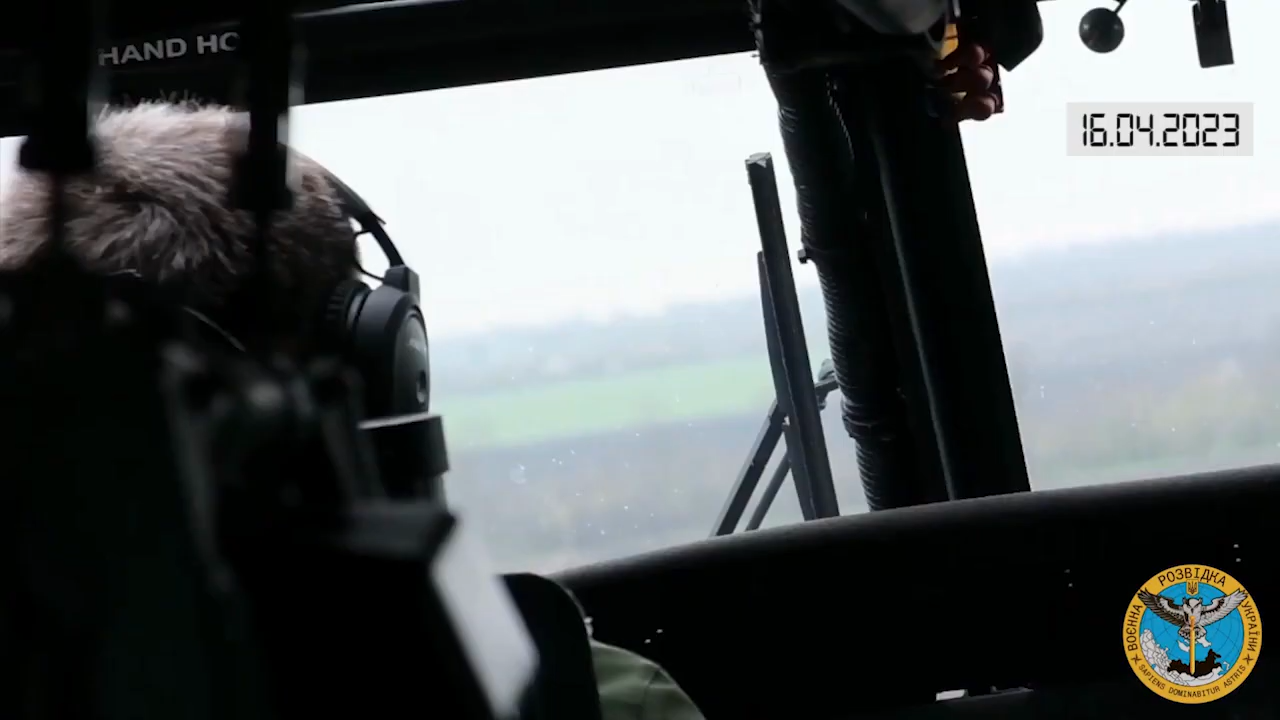 HAND HO
16.04.2023
ВОЄННА РОЗВІДКА УКРАЇНИ
SAPIENS DOMINABITUR ASTRIS